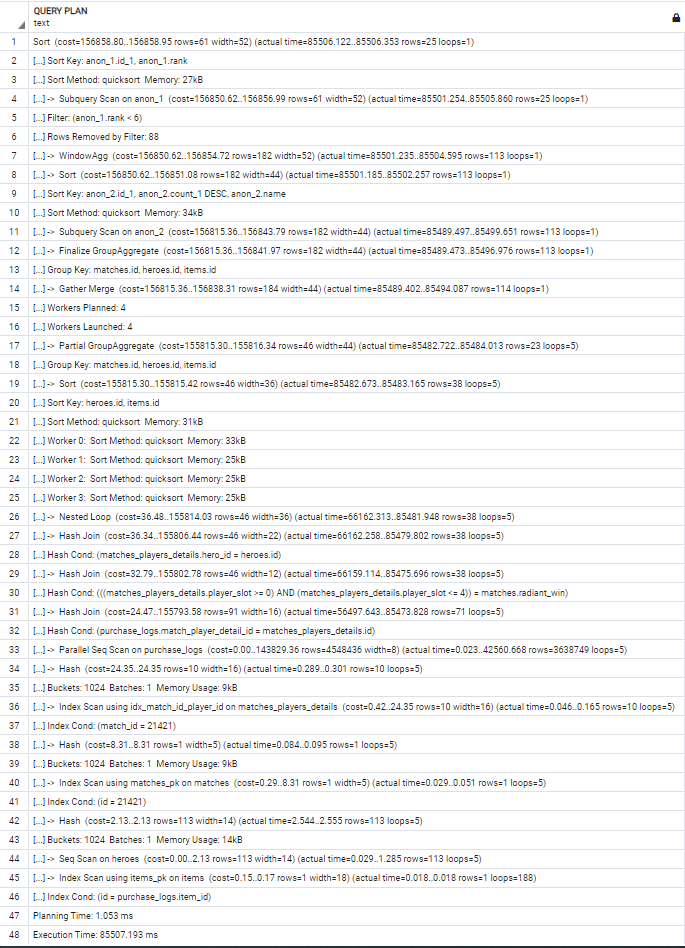 QUERY PLAN
text
1 Sort (cost=156858.80..156858.95 rows=61 width=52) (actual time=85506.122..85506.353 rows=25 loops=1)
2 [...] Sort Key: anon_1.id_1, anon_1.rank
3 [...] Sort Method: quicksort Memory: 27kB
4 [...] -> Subquery Scan on anon_1 (cost=156850.62..156856.99 rows=61 width=52) (actual time=85501.254..85505.860 rows=25 loops=1)
5 [...] Filter: (anon_1.rank < 6)
6 [...] Rows Removed by Filter: 88
7 [...] -> WindowAgg (cost=156850.62..156854.72 rows=182 width=52) (actual time=85501.235..85504.595 rows=113 loops=1)
8 [...] -> Sort (cost=156850.62..156851.08 rows=182 width=44) (actual time=85501.185..85502.257 rows=113 loops=1)
9 [...] Sort Key: anon_2.id_1, anon_2.count_1 DESC, anon_2.name
10 [...] Sort Method: quicksort Memory: 34kB
11 [...] -> Subquery Scan on anon_2 (cost=156815.36..156843.79 rows=182 width=44) (actual time=85489.497..85499.651 rows=113 loops=1)
12 [...] -> Finalize GroupAggregate (cost=156815.36..156841.97 rows=182 width=44) (actual time=85489.473..85496.976 rows=113 loops=1)
13 [...] Group Key: matches.id, heroes.id, items.id
14 [...] -> Gather Merge (cost=156815.36..156838.31 rows=184 width=44) (actual time=85489.402..85494.087 rows=114 loops=1)
15 [...] Workers Planned: 4
16 [...] Workers Launched: 4
17 [...] -> Partial GroupAggregate (cost=155815.30..155816.34 rows=46 width=44) (actual time=85482.722..85484.013 rows=23 loops=5)
18 [...] Group Key: matches.id, heroes.id, items.id
19 [...] -> Sort (cost=155815.30..155815.42 rows=46 width=36) (actual time=85482.673..85483.165 rows=38 loops=5)
20 [...] Sort Key: heroes.id, items.id
21 [...] Sort Method: quicksort Memory: 31kB
22 [...] Worker 0: Sort Method: quicksort Memory: 33kB
23 [...] Worker 1: Sort Method: quicksort Memory: 25kB
24 [...] Worker 2: Sort Method: quicksort Memory: 25kB
25 [...] Worker 3: Sort Method: quicksort Memory: 25kB
26 [...] -> Nested Loop (cost=36.48..155814.03 rows=46 width=36) (actual time=66162.313..85481.948 rows=38 loops=5)
27 [...] -> Hash Join (cost=36.34..155806.44 rows=46 width=22) (actual time=66162.258..85479.802 rows=38 loops=5)
28 [...] Hash Cond: (matches_players_details.hero_id = heroes.id)
29 [...] -> Hash Join (cost=32.79..155802.78 rows=46 width=12) (actual time=66159.114..85475.696 rows=38 loops=5)
30 [...] Hash Cond: (((matches_players_details.player_slot >= 0) AND (matches_players_details.player_slot <= 4)) = matches.radiant_win)
31 [...] -> Hash Join (cost=24.47..155793.58 rows=91 width=16) (actual time=56497.643..85473.828 rows=71 loops=5)
32 [...] Hash Cond: (purchase_logs.match_player_detail_id = matches_players_details.id)
33 [...] -> Parallel Seq Scan on purchase_logs (cost=0.00..143829.36 rows=4548436 width=8) (actual time=0.023..42560.668 rows=3638749 loops=5)
34 [...] -> Hash (cost=24.35..24.35 rows=10 width=16) (actual time=0.289..0.301 rows=10 loops=5)
35 [...] Buckets: 1024 Batches: 1 Memory Usage: 9kB
36 [...] -> Index Scan using idx_match_id_player_id on matches_players_details (cost=0.42..24.35 rows=10 width=16) (actual time=0.046..0.165 rows=10 loops=5)
37 [...] Index Cond: (match_id = 21421)
38 [...] -> Hash (cost=8.31..8.31 rows=1 width=5) (actual time=0.084..0.095 rows=1 loops=5)
39 [...] Buckets: 1024 Batches: 1 Memory Usage: 9kB
40 [...] -> Index Scan using matches_pk on matches (cost=0.29..8.31 rows=1 width=5) (actual time=0.029..0.051 rows=1 loops=5)
41 [...] Index Cond: (id = 21421)
42 [...] -> Hash (cost=2.13..2.13 rows=113 width=14) (actual time=2.544..2.555 rows=113 loops=5)
43 [...] Buckets: 1024 Batches: 1 Memory Usage: 14kB
44 [...] -> Seq Scan on heroes (cost=0.00..2.13 rows=113 width=14) (actual time=0.029..1.285 rows=113 loops=5)
45 [...] -> Index Scan using items_pk on items (cost=0.15..0.17 rows=1 width=18) (actual time=0.018..0.018 rows=1 loops=188)
46 [...] Index Cond: (id = purchase_logs.item_id)
47 Planning Time: 1.053 ms
48 Execution Time: 85507.193 ms